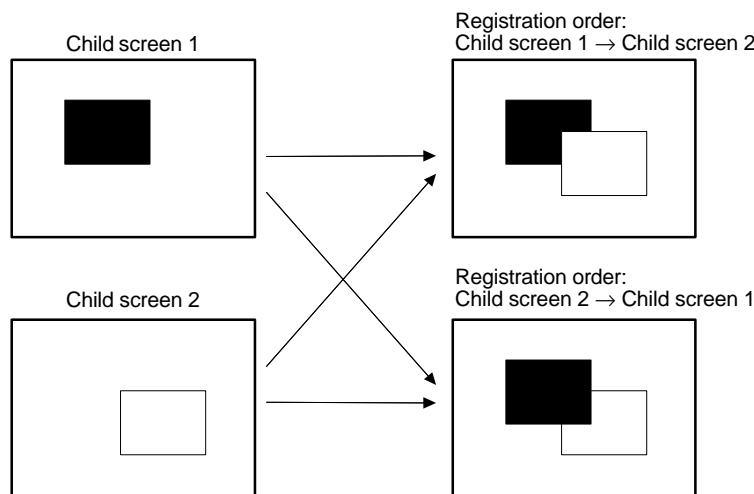 Child screen 1
Registration order:
Child screen 1 → Child screen 2
Child screen 2
Registration order:
Child screen 2 → Child screen 1